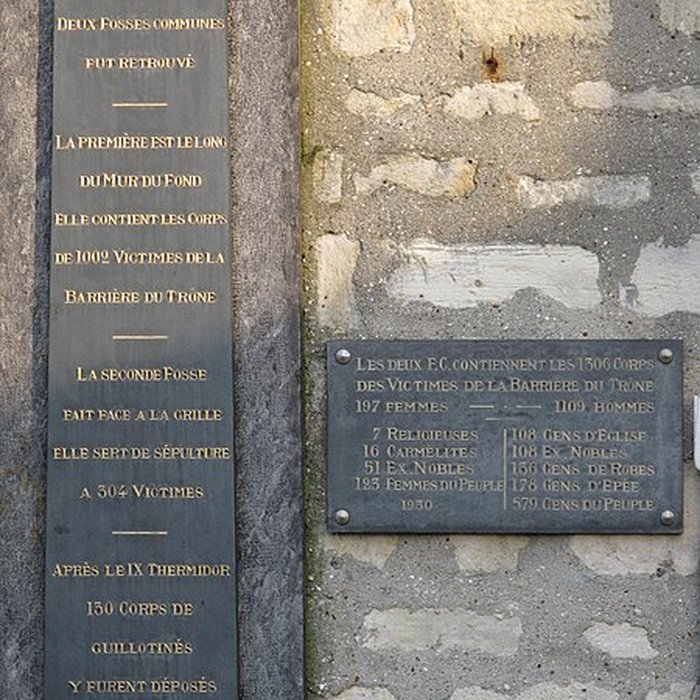 DEUX FOSSES COMMUNES
FUT RETROUVÉ
LA PREMIÈRE EST LE LONG
DU MUR DU FOND
ELLE CONTIENT LES CORPS
DE 1002 VICTIMES DE LA
BARRIÈRE DU TRÔNE
LA SECONDE FOSSE
FAIT FACE A LA GRILLE
ELLE SERT DE SÉPULTURE
A 304 VICTIMES
APRÈS LE IX THERMIDOR
130 CORPS DE
GUILLOTINÉS
Y FURENT DÉPOSÉS
LES DEUX F.C. CONTIENNENT LES 1306 CORPS
DES VICTIMES DE LA BARRIÈRE DU TRÔNE
197 FEMMES — — 1109 HOMMES
7 RELIGIEUSES
16 CARMELITES
51 EX. NOBLES
123 FEMMES DU PEUPLE
1930
108 GENS D'EGLISE
108 EX. NOBLES
136 GENS DE ROBES
178 GENS D'EPÉE
579 GENS DU PEUPLE